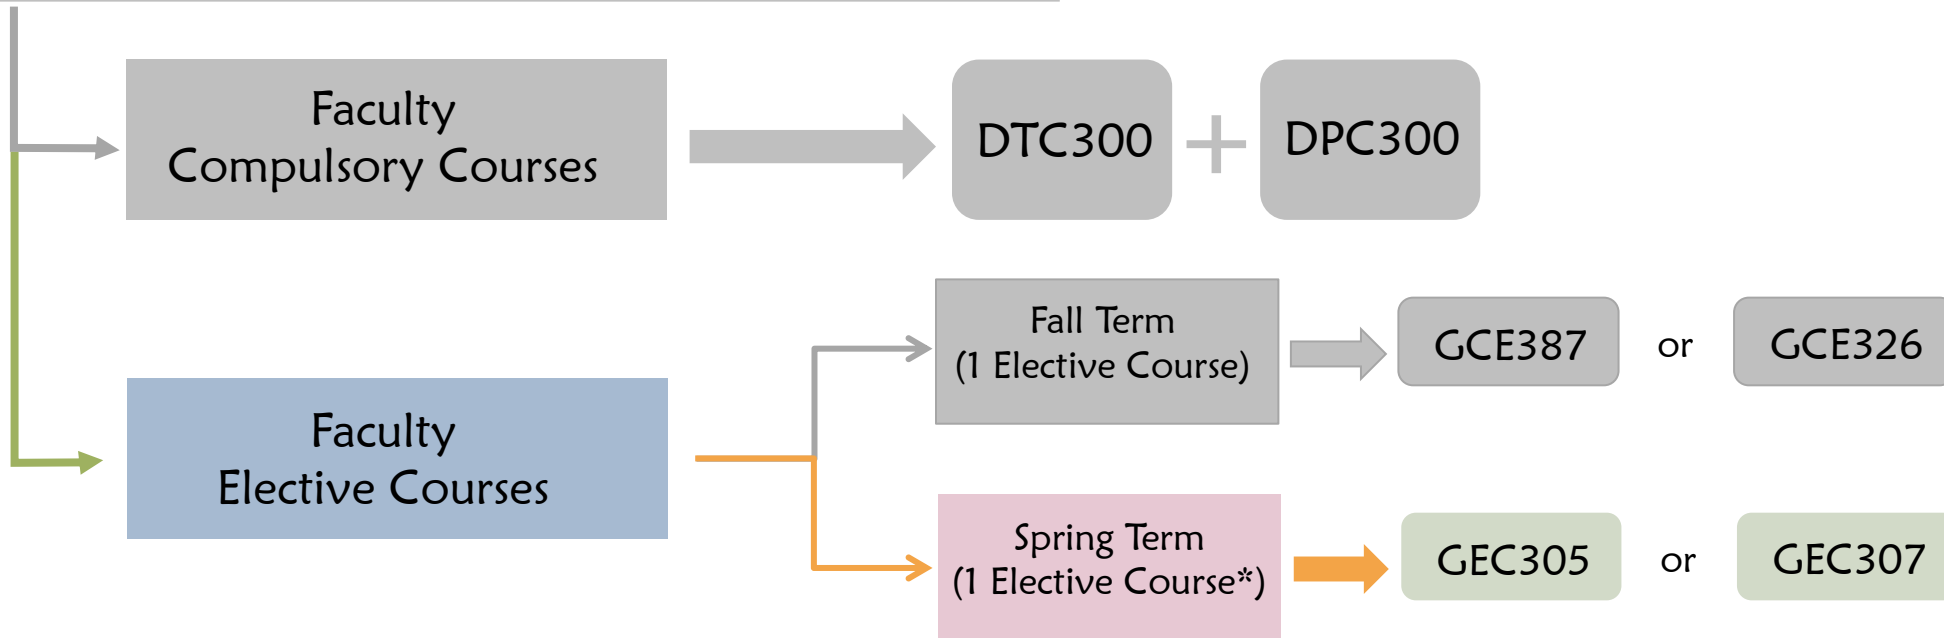 Faculty
Compulsory Courses
DTC300 + DPC300
Fall Term
(1 Elective Course)
GCE387 or GCE326
Faculty
Elective Courses
Spring Term
(1 Elective Course*)
GEC305 or GEC307